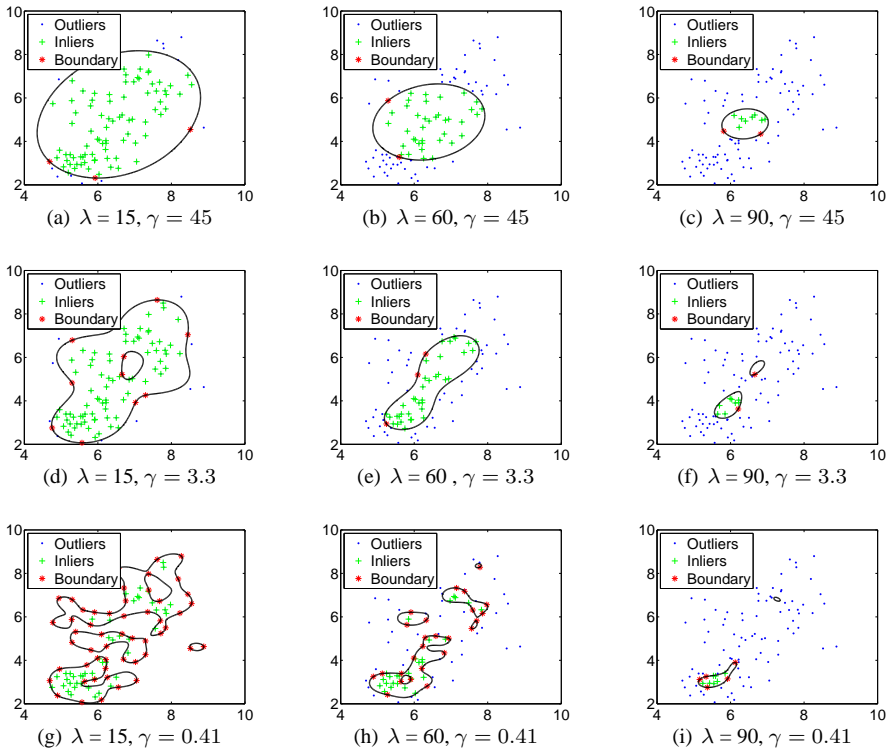 10
8
6
4
2
4 6 8 10
Outliers
Inliers
Boundary
(a) λ = 15, γ = 45
10
8
6
4
2
4 6 8 10
Outliers
Inliers
Boundary
(b) λ = 60, γ = 45
10
8
6
4
2
4 6 8 10
Outliers
Inliers
Boundary
(c) λ = 90, γ = 45
10
8
6
4
2
4 6 8 10
Outliers
Inliers
Boundary
(d) λ = 15, γ = 3.3
10
8
6
4
2
4 6 8 10
Outliers
Inliers
Boundary
(e) λ = 60 , γ = 3.3
10
8
6
4
2
4 6 8 10
Outliers
Inliers
Boundary
(f) λ = 90, γ = 3.3
10
8
6
4
2
4 6 8 10
Outliers
Inliers
Boundary
(g) λ = 15, γ = 0.41
10
8
6
4
2
4 6 8 10
Outliers
Inliers
Boundary
(h) λ = 60, γ = 0.41
10
8
6
4
2
4 6 8 10
Outliers
Inliers
Boundary
(i) λ = 90, γ = 0.41